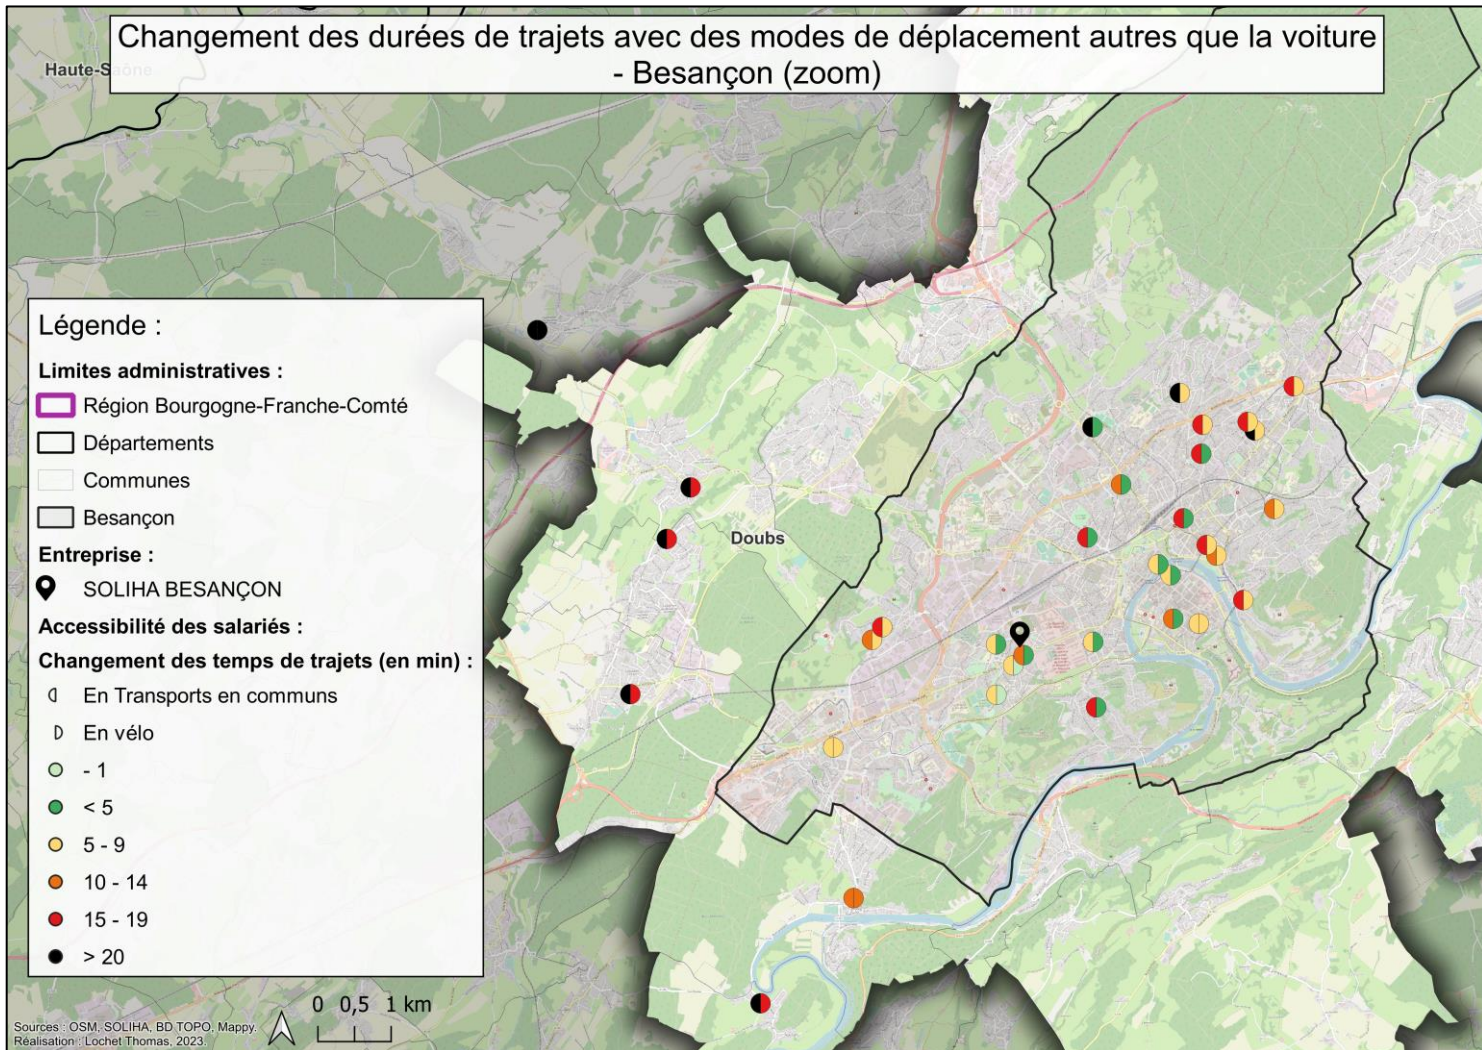 Changement des durées de trajets avec des modes de déplacement autres que la voiture
- Besançon (zoom)
Haute-Saône
Légende :
Limites administratives :
Région Bourgogne-Franche-Comté
Départements
Communes
Besançon
Entreprise :
SOLIHA BESANÇON
Accessibilité des salariés :
Changement des temps de trajets (en min) :
En Transports en communs
En vélo
- 1
< 5
5 - 9
10 - 14
15 - 19
> 20
Doubs
0 0,5 1 km
Sources : OSM, SOLIHA, BD TOPO, Mappy.
Réalisation : Lochet Thomas, 2023.